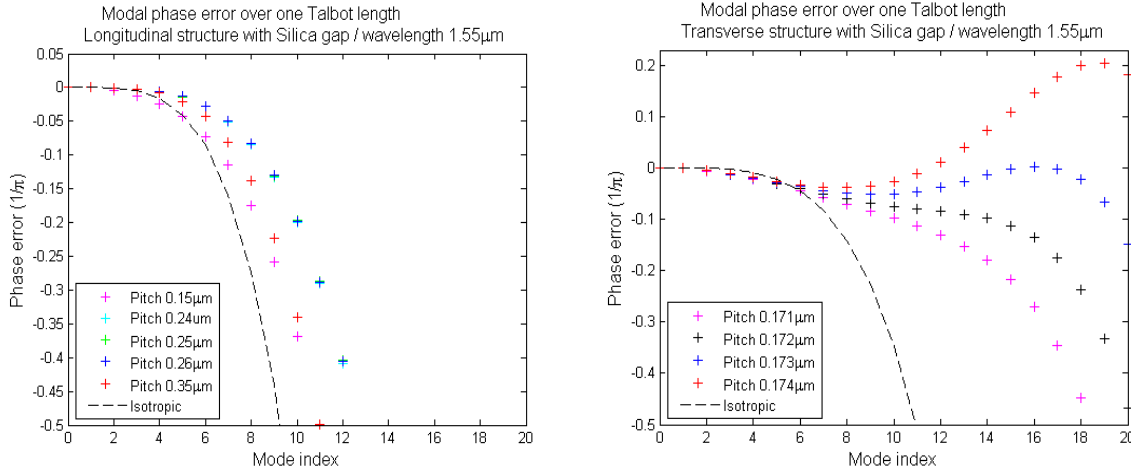 Modal phase error over one Talbot length
Longitudinal structure with Silica gap / wavelength 1.55µm
0.05
0
-0.05
-0.1
-0.15
-0.2
-0.25
-0.3
-0.35
-0.4
-0.45
-0.5
Phase error (1/π)
Pitch 0.15µm
Pitch 0.24um
Pitch 0.25µm
Pitch 0.26µm
Pitch 0.35µm
Isotropic
0 2 4 6 8 10 12 14 16 18 20
Mode index
Modal phase error over one Talbot length
Transverse structure with Silica gap / wavelength 1.55µm
0.2
0.1
0
-0.1
-0.2
-0.3
-0.4
-0.5
Phase error (1/π)
Pitch 0.171µm
Pitch 0.172µm
Pitch 0.173µm
Pitch 0.174µm
Isotropic
0 2 4 6 8 10 12 14 16 18 20
Mode index